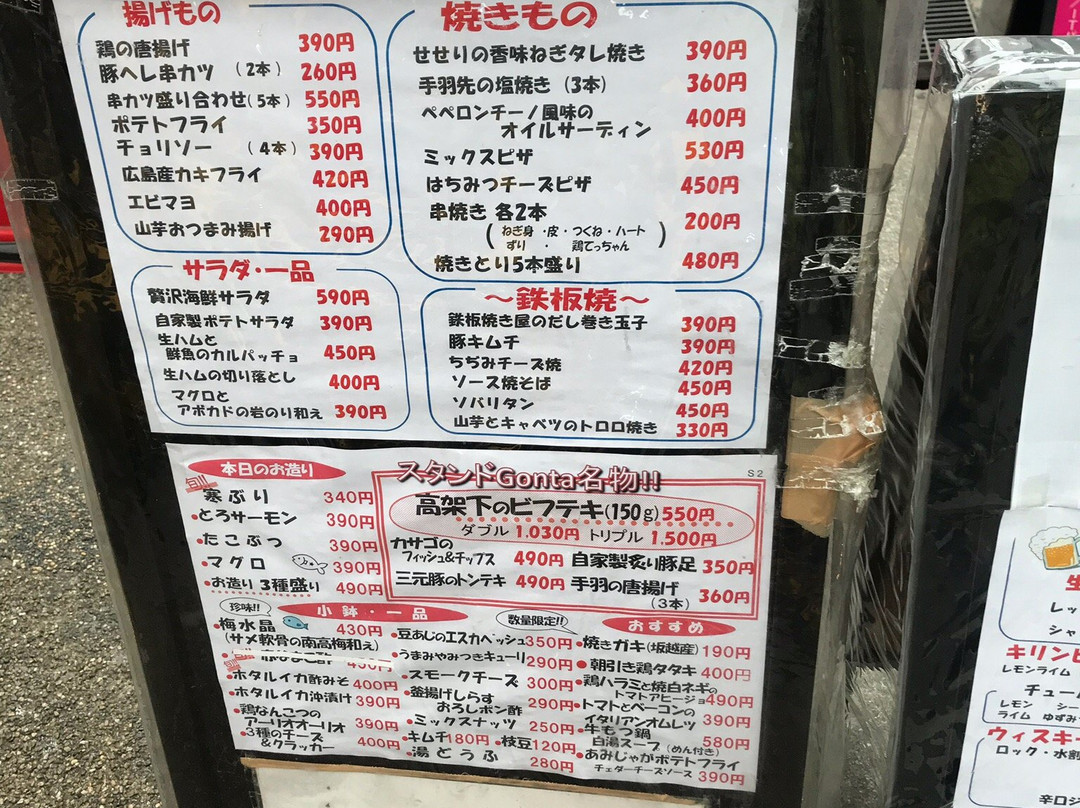 揚げもの
鶏の唐揚げ 390円
豚ヘレ串カツ (2本) 260円
串カツ盛り合わせ(5本) 550円
ポテトフライ 350円
チョリソー (4本) 390円
広島産カキフライ 420円
エビマヨ 400円
山芋おつまみ揚げ 290円
サラダ・一品
贅沢海鮮サラダ 590円
自家製ポテトサラダ 390円
生ハムと
鮮魚のカルパッチョ 450円
生ハムの切り落とし 400円
マグロと
アボカドの岩のり和え 390円
焼きもの
せせりの香味ねぎタレ焼き 390円
手羽先の塩焼き (3本) 360円
ペペロンチーノ風味の
オイルサーディン 400円
ミックスピザ 530円
はちみつチーズピザ 450円
串焼き 各2本 200円
(ねぎ身・皮・つくね・ハート
ずり ・ 鶏てっちゃん)
焼きとり5本盛り 480円
〜鉄板焼〜
鉄板焼き屋のだし巻き玉子 390円
豚キムチ 390円
ちぢみチーズ焼 420円
ソース焼そば 450円
ソバリタン 450円
山芋とキャベツのトロロ焼き 330円
本日のお造り
旬!!
寒ぶり 340円
•とろサーモン 390円
•たこぶつ 390円
•マグロ 390円
•お造り 3種盛り 490円
S2
スタンドGonta名物!!
高架下のビフテキ(150g) 550円
ダブル 1.030円 トリプル 1.500円
カサゴの
フィッシュ&チップス 490円
自家製炙り豚足 350円
三元豚のトンテキ 490円
手羽の唐揚げ
(3本) 360円
小鉢・一品
珍味!!
•梅水晶 430円
(サメ軟骨の南高梅和え)
•ホタルイカ酢みそ 400円
•ホタルイカ沖漬け 390円
•鶏なんこつの
アーリオオーリオ 390円
•3種のチーズ
&クラッカー 400円
•豆あじのエスカベッシュ 350円
•うまみやみつきキューリ 290円
•スモークチーズ 300円
•釜揚げしらす
おろしポン酢 290円
•ミックスナッツ 250円
•キムチ180円 •枝豆120円
•湯どうふ 280円
数量限定!!
おすすめ
•焼きガキ(坂越産) 190円
•朝引き鶏タタキ 400円
•鶏ハラミと焼白ネギの
トマトアヒージョ 490円
•トマトとベーコンの
イタリアンオムレツ 390円
•牛もつ鍋
白湯スープ(めん付き) 580円
•あみじゃがポテトフライ
チェダーチーズソース 390円
生
レッ
シャ
キリン
レモンライム
チュー
レモン シー
ライム ゆず
ウィスキー
ロック・水割
辛口ジ